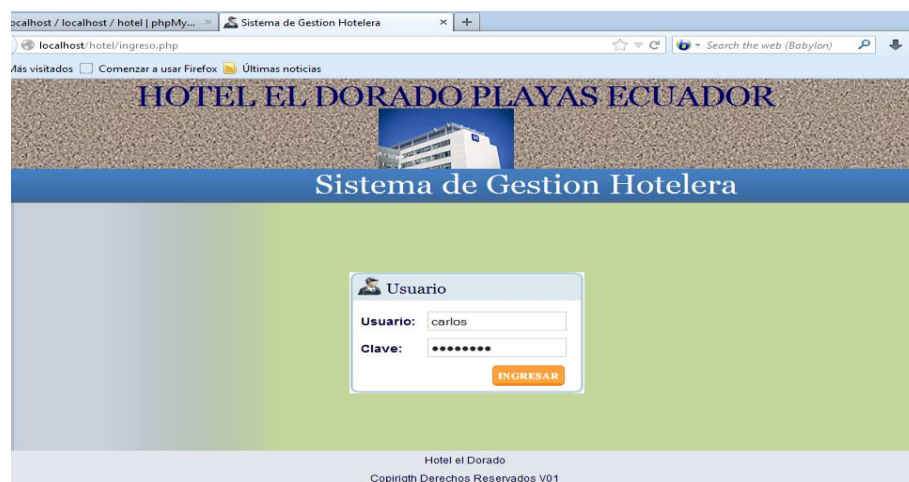 ocalhost / localhost / hotel | phpMy... × Sistema de Gestion Hotelera × +
localhost/hotel/ingreso.php Search the web (Babylon)
Más visitados Comenzar a usar Firefox Últimas noticias
HOTEL EL DORADO PLAYAS ECUADOR
Sistema de Gestion Hotelera
Usuario
Usuario: carlos
Clave: ••••••••
INGRESAR
Hotel el Dorado
Copirigth Derechos Reservados V01